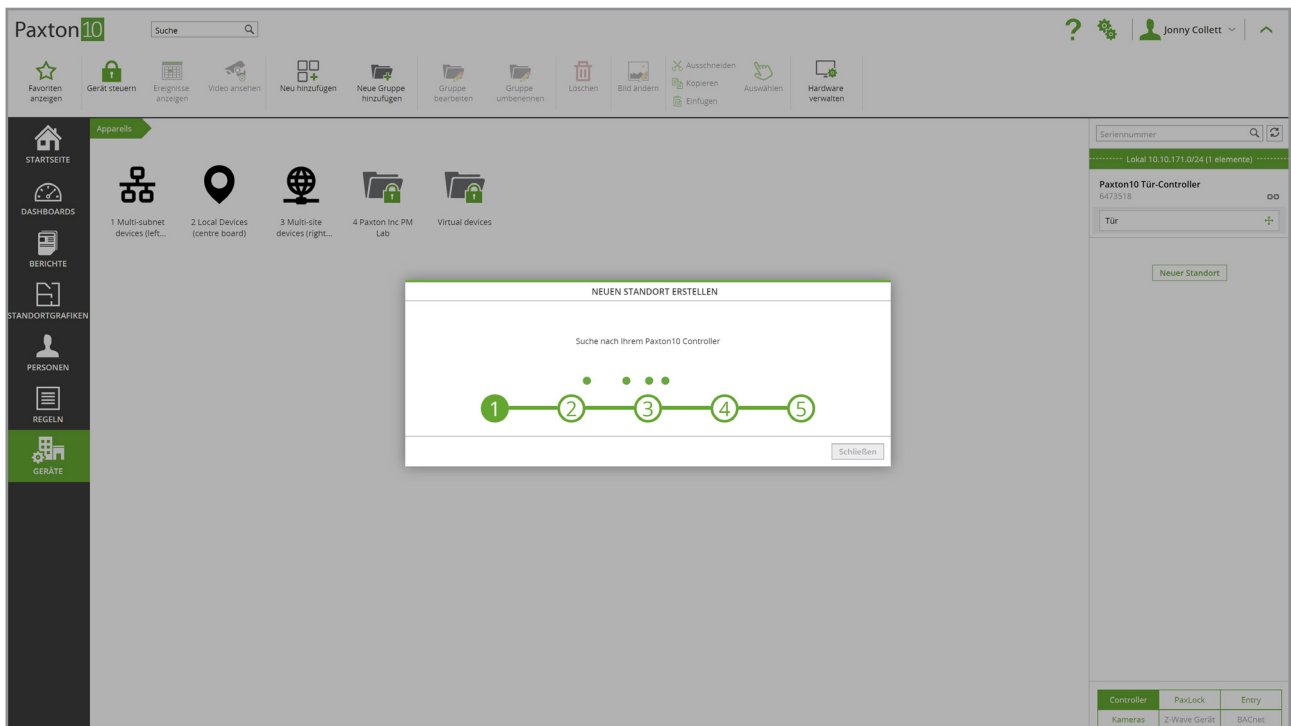 Paxton10
Suche
Jonny Collett
Favoriten anzeigen
Gerät steuern
Ereignisse anzeigen
Video ansehen
Neu hinzufügen
Neue Gruppe hinzufügen
Gruppe bearbeiten
Gruppe umbenennen
Löschen
Bild ändern
Ausschneiden
Kopieren
Einfügen
Auswählen
Hardware verwalten
STARTSEITE
DASHBOARDS
BERICHTE
STANDORTGRAFIKEN
PERSONEN
REGELN
GERÄTE
Appareils
1 Multi-subnet devices (left...
2 Local Devices (centre board)
3 Multi-site devices (right...
4 Paxton Inc PM Lab
Virtual devices
NEUEN STANDORT ERSTELLEN
Suche nach Ihrem Paxton10 Controller
1
2
3
4
5
Schließen
Seriennummer
Lokal 10.10.171.0/24 (1 elemente)
Paxton10 Tür-Controller
6473518
Tür
Neuer Standort
Controller
PaxLock
Entry
Kameras
Z-Wave Gerät
BACnet